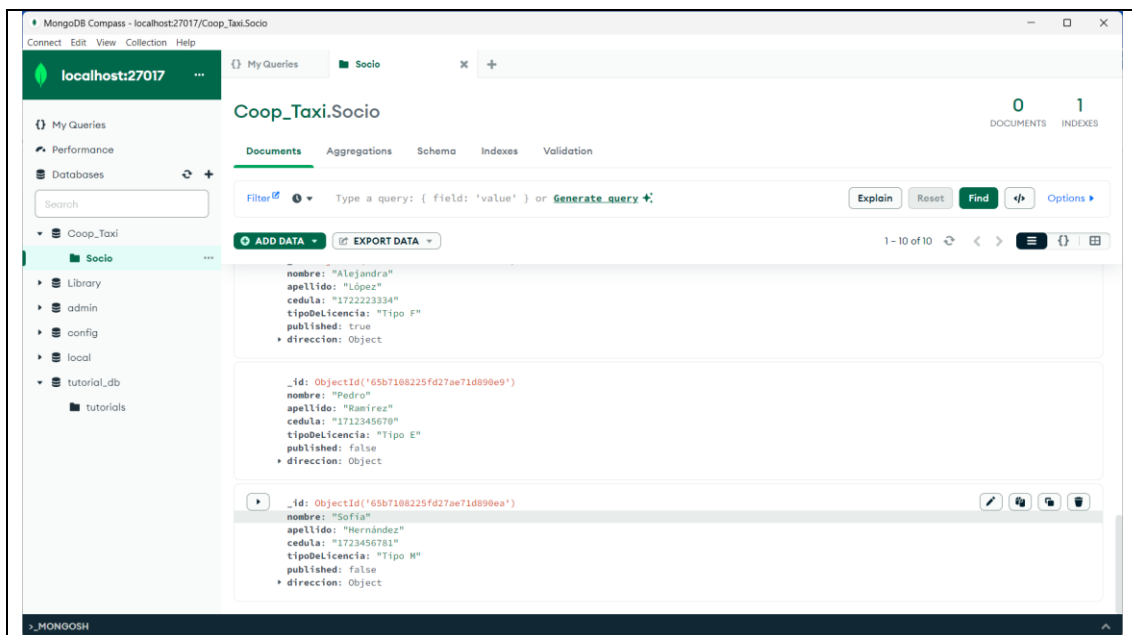 MongoDB Compass - localhost:27017/Coop_Taxi.Socio
Connect Edit View Collection Help
localhost:27017
My Queries
Performance
Databases
Search
Coop_Taxi
Socio
Library
admin
config
local
tutorial_db
tutorials
{} My Queries
Socio
Coop_Taxi.Socio
0
DOCUMENTS
1
INDEXES
Documents Aggregations Schema Indexes Validation
Filter Type a query: { field: 'value' } or Generate query Explain Reset Find </> Options
ADD DATA EXPORT DATA 1 – 10 of 10 {}
nombre: "Alejandra"
apellido: "López"
cedula: "1722223334"
tipoDeLicencia: "Tipo F"
published: true
direccion: Object
_id: ObjectId('65b7108225fd27ae71d890e9')
nombre: "Pedro"
apellido: "Ramírez"
cedula: "1712345670"
tipoDeLicencia: "Tipo E"
published: false
direccion: Object
_id: ObjectId('65b7108225fd27ae71d890ea')
nombre: "Sofía"
apellido: "Hernández"
cedula: "1723456781"
tipoDeLicencia: "Tipo M"
published: false
direccion: Object
>_MONGOSH